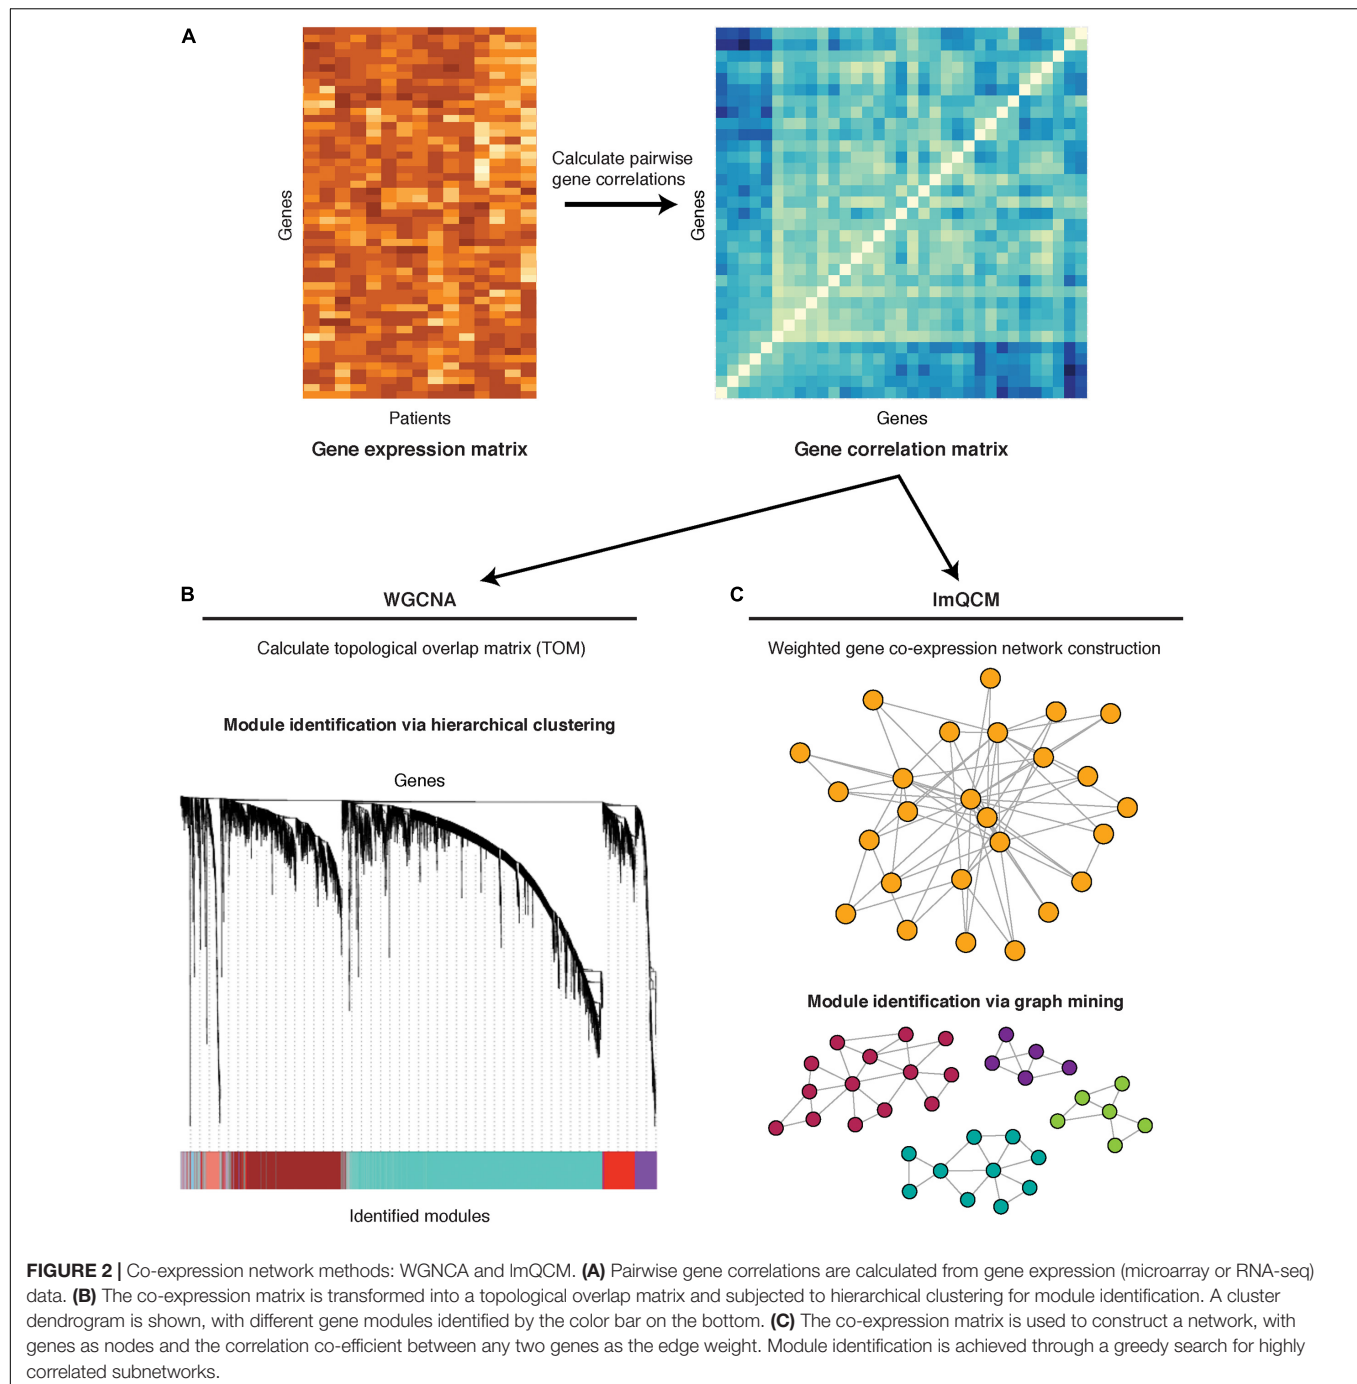 A
Calculate pairwise
gene correlations
Genes
Genes
Patients
Genes
Gene expression matrix
Gene correlation matrix
B
WGCNA
Calculate topological overlap matrix (TOM)
Module identification via hierarchical clustering
Genes
Identified modules
C
lmQCM
Weighted gene co-expression network construction
Module identification via graph mining
FIGURE 2 | Co-expression network methods: WGNCA and lmQCM. (A) Pairwise gene correlations are calculated from gene expression (microarray or RNA-seq)
data. (B) The co-expression matrix is transformed into a topological overlap matrix and subjected to hierarchical clustering for module identification. A cluster
dendrogram is shown, with different gene modules identified by the color bar on the bottom. (C) The co-expression matrix is used to construct a network, with
genes as nodes and the correlation co-efficient between any two genes as the edge weight. Module identification is achieved through a greedy search for highly
correlated subnetworks.